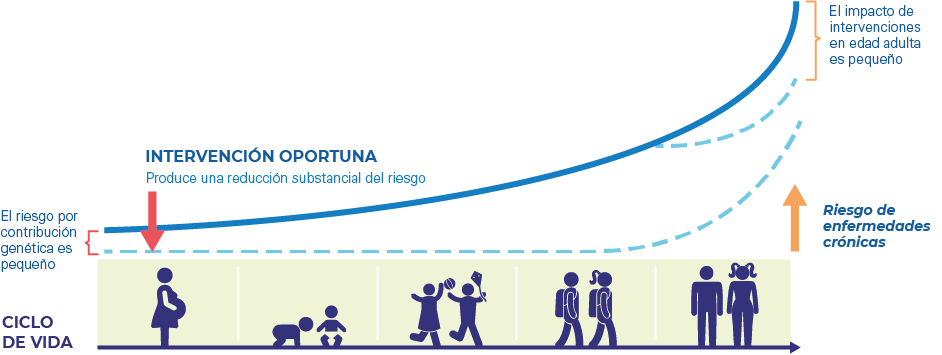 El impacto de
intervenciones
en edad adulta
es pequeño
INTERVENCIÓN OPORTUNA
Produce una reducción substancial del riesgo
El riesgo por
contribución
genética es
pequeño
Riesgo de
enfermedades
crónicas
CICLO
DE VIDA